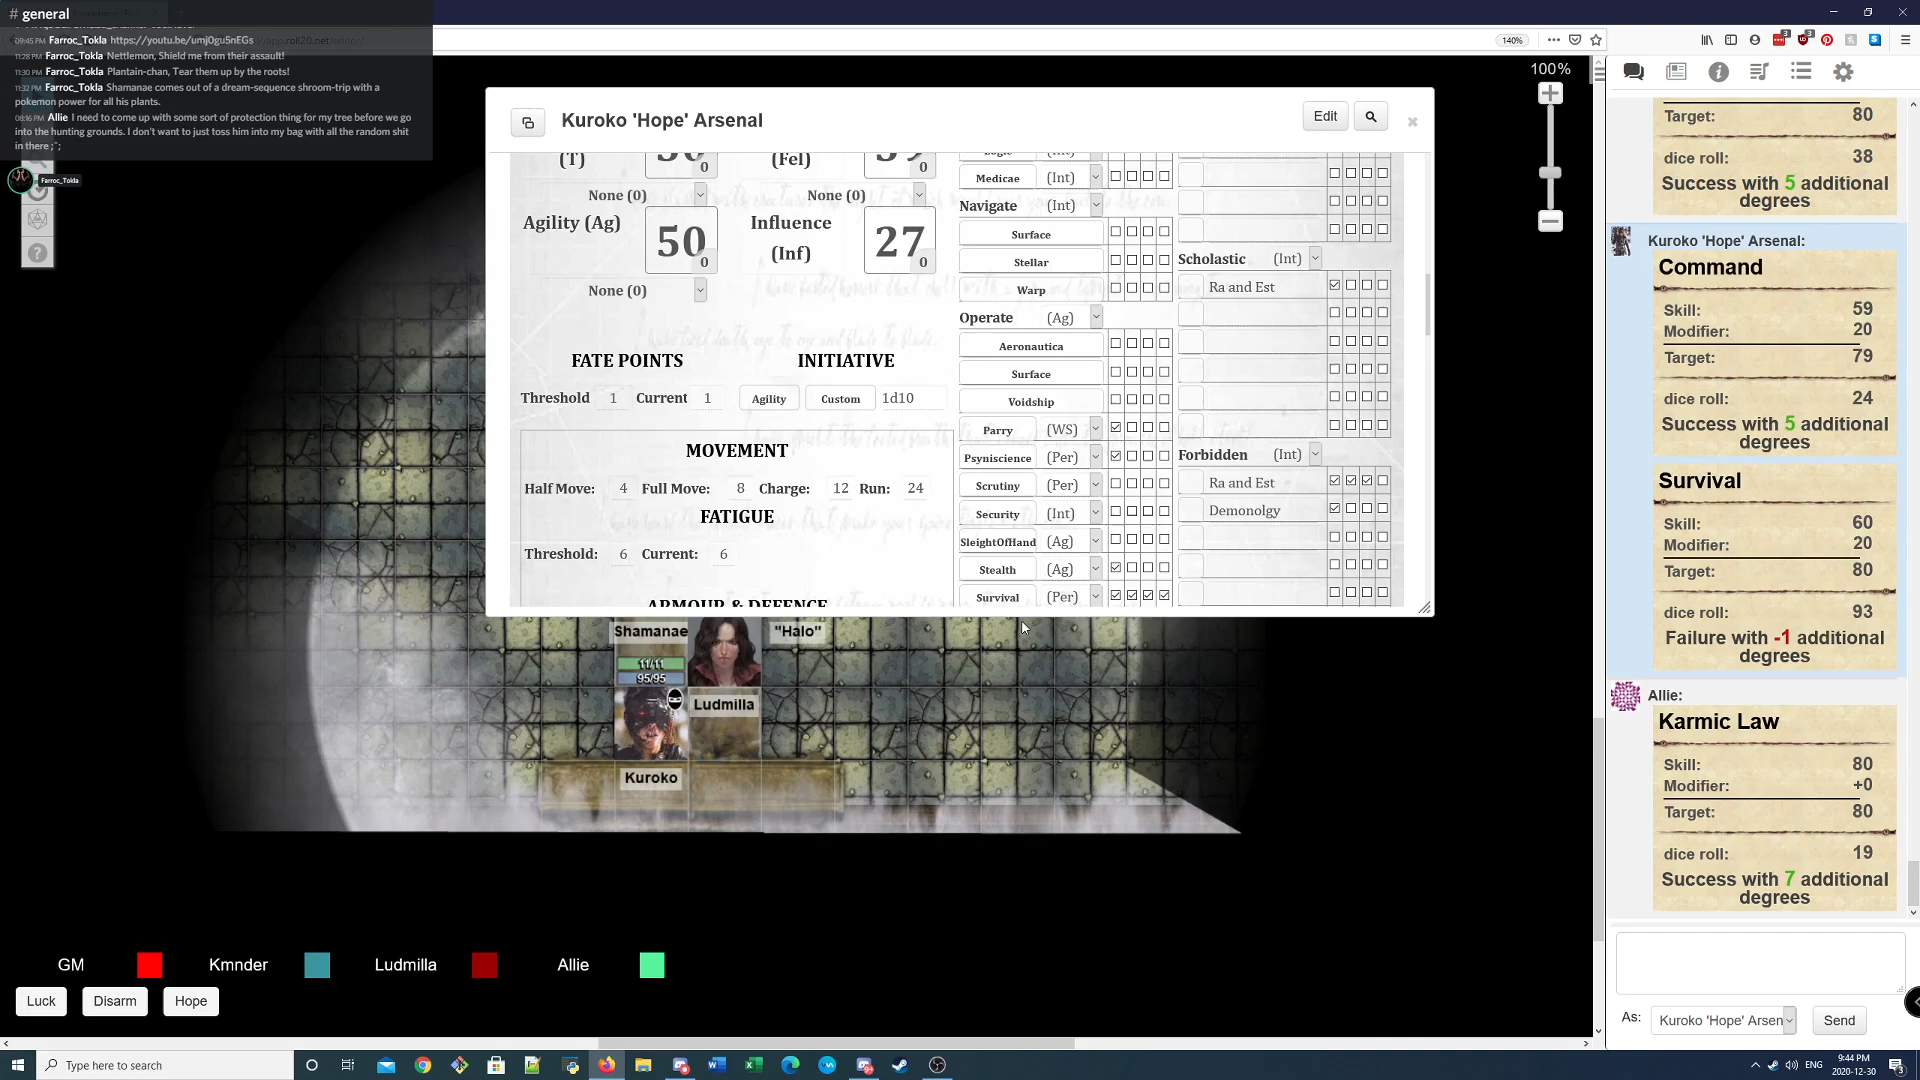 # general
09:45 PM Farroc_Tokla https://youtu.be/umj0gu5nEGs
11:28 PM Farroc_Tokla Nettlemon, Shield me from their assault!
11:30 PM Farroc_Tokla Plantain-chan, Tear them up by the roots!
11:32 PM Farroc_Tokla Shamanae comes out of a dream-sequence shroom-trip with a
pokemon power for all his plants.
08:16 PM Allie I need to come up with some sort of protection thing for my tree before we go
into the hunting grounds. I don't want to just toss him into my bag with all the random shit
in there ;^;
Farroc_Tokla
140%
100%
Kuroko 'Hope' Arsenal
Edit
(T)
0
(Fel)
0
None (0)
None (0)
Agility (Ag)
50
0
Influence
(Inf)
27
0
None (0)
FATE POINTS
INITIATIVE
Threshold 1 Current 1 Agility Custom 1d10
MOVEMENT
Half Move: 4 Full Move: 8 Charge: 12 Run: 24
FATIGUE
Threshold: 6 Current: 6
ARMOUR & DEFENCE
Medicae (Int)
Navigate (Int)
Surface
Stellar
Warp
Operate (Ag)
Aeronautica
Surface
Voidship
Parry (WS)
Psyniscience (Per)
Scrutiny (Per)
Security (Int)
SleightOfHand (Ag)
Stealth (Ag)
Survival (Per)
Scholastic (Int)
Ra and Est
Forbidden (Int)
Ra and Est
Demonolgy
Shamanae
"Halo"
11/11
95/95
Ludmilla
Kuroko
GM
Kmnder
Ludmilla
Allie
Luck
Disarm
Hope
Target: 80
dice roll: 38
Success with 5 additional
degrees
Kuroko 'Hope' Arsenal:
Command
Skill: 59
Modifier: 20
Target: 79
dice roll: 24
Success with 5 additional
degrees
Survival
Skill: 60
Modifier: 20
Target: 80
dice roll: 93
Failure with -1 additional
degrees
Allie:
Karmic Law
Skill: 80
Modifier: +0
Target: 80
dice roll: 19
Success with 7 additional
degrees
As: Kuroko 'Hope' Arsen
Send
Type here to search
ENG
9:44 PM
2020-12-30